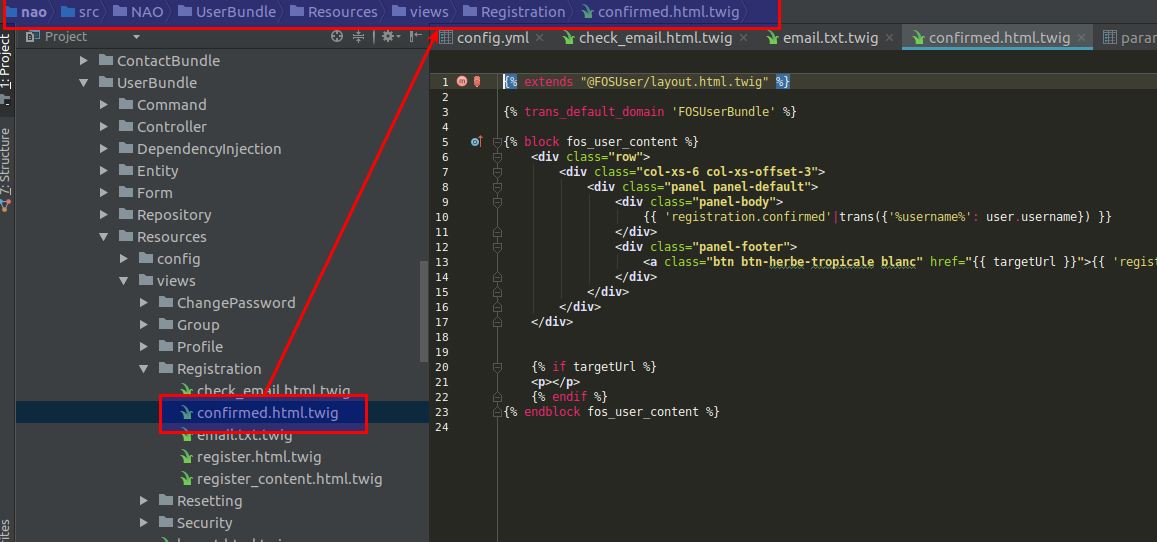 nao src NAO UserBundle Resources views Registration confirmed.html.twig
Project
config.yml check_email.html.twig email.txt.twig confirmed.html.twig param
1: Project
7: Structure
ContactBundle
UserBundle
Command
Controller
DependencyInjection
Entity
Form
Repository
Resources
config
views
ChangePassword
Group
Profile
Registration
check_email.html.twig
confirmed.html.twig
email.txt.twig
register.html.twig
register_content.html.twig
Resetting
Security
1 {% extends "@FOSUser/layout.html.twig" %}
2
3 {% trans_default_domain 'FOSUserBundle' %}
4
5 {% block fos_user_content %}
6 <div class="row">
7 <div class="col-xs-6 col-xs-offset-3">
8 <div class="panel panel-default">
9 <div class="panel-body">
10 {{ 'registration.confirmed'|trans({'%username%': user.username}) }}
11 </div>
12 <div class="panel-footer">
13 <a class="btn btn-herbe-tropicale blanc" href="{{ targetUrl }}">{{ 'regist
14 </div>
15 </div>
16 </div>
17 </div>
18
19
20 {% if targetUrl %}
21 <p></p>
22 {% endif %}
23 {% endblock fos_user_content %}
24